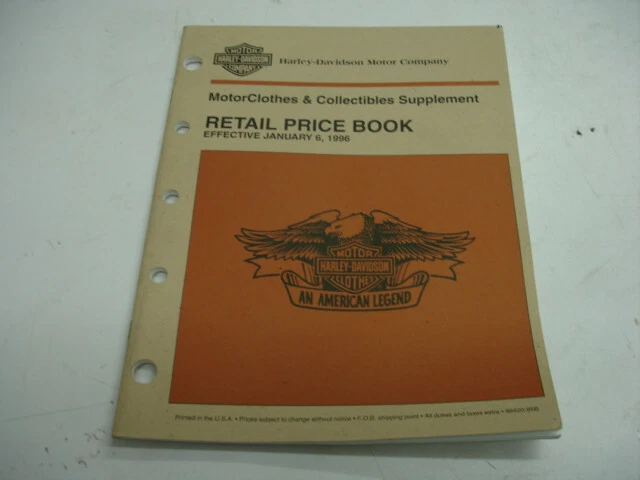 MOTOR
HARLEY-DAVIDSON
COMPANY
Harley-Davidson Motor Company
MotorClothes & Collectibles Supplement
RETAIL PRICE BOOK
EFFECTIVE JANUARY 6, 1996
MOTOR
HARLEY-DAVIDSON
CLOTHES
AN AMERICAN LEGEND
Printed in the U.S.A. • Prices subject to change without notice • F.O.B. shipping point • All duties and taxes extra •